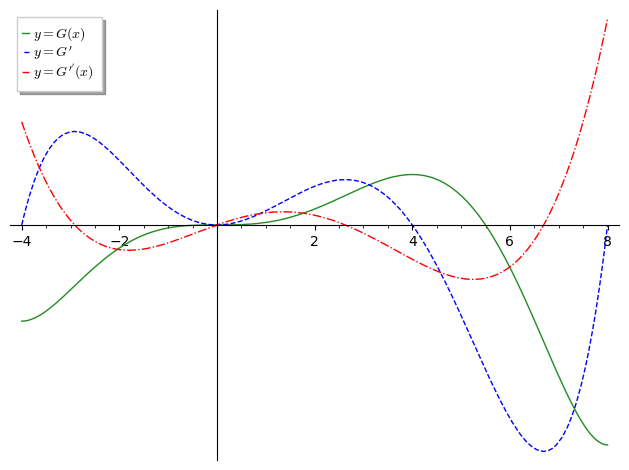 y = G(x)
y = G'
y = G''(x)
−4
−2
2
4
6
8